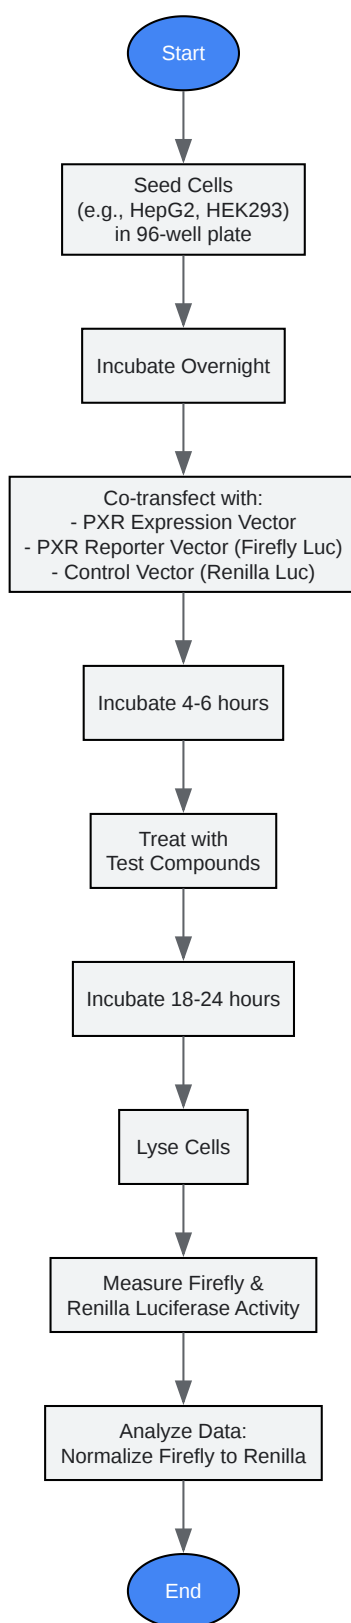 Start
Seed Cells
(e.g., HepG2, HEK293)
in 96-well plate
Incubate Overnight
Co-transfect with:
- PXR Expression Vector
- PXR Reporter Vector (Firefly Luc)
- Control Vector (Renilla Luc)
Incubate 4-6 hours
Treat with
Test Compounds
Incubate 18-24 hours
Lyse Cells
Measure Firefly &
Renilla Luciferase Activity
Analyze Data:
Normalize Firefly to Renilla
End